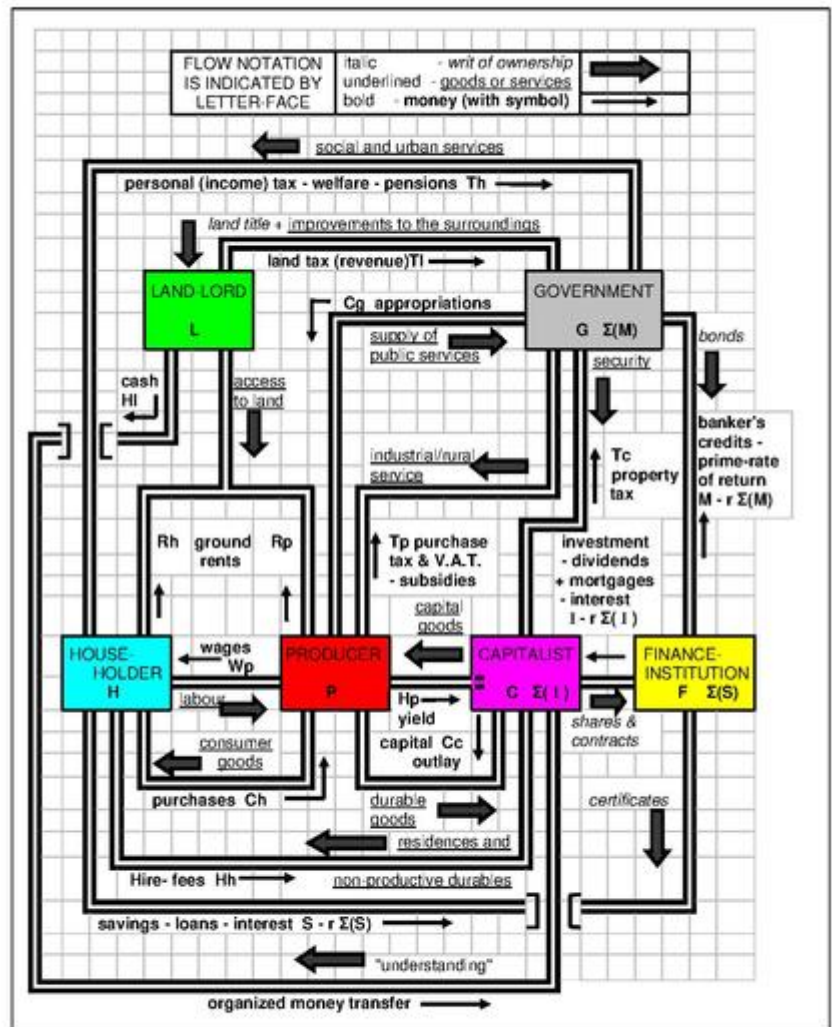 FLOW NOTATION
IS INDICATED BY
LETTER-FACE
italic - writ of ownership
underlined - goods or services
bold - money (with symbol)
social and urban services
personal (income) tax - welfare - pensions Th
land title + improvements to the surroundings
land tax (revenue)Tl
LAND-LORD
L
GOVERNMENT
G Σ(M)
Cg appropriations
supply of
public services
cash
Hl
access
to land
security
bonds
industrial/rural
service
Tc
property
tax
banker's
credits -
prime-rate
of return
M - r Σ(M)
Rh ground Rp
rents
Tp purchase
tax & V.A.T.
- subsidies
investment
- dividends
+ mortgages
- interest
I - r Σ( I )
capital
goods
HOUSE-
HOLDER
H
wages
Wp
labour
PRODUCER
P
CAPITALIST
C Σ( I )
FINANCE-
INSTITUTION
F Σ(S)
Hp
yield
capital Cc
outlay
shares &
contracts
consumer
goods
purchases Ch
durable
goods
certificates
residences and
Hire- fees Hh
non-productive durables
savings - loans - interest S - r Σ(S)
"understanding"
organized money transfer